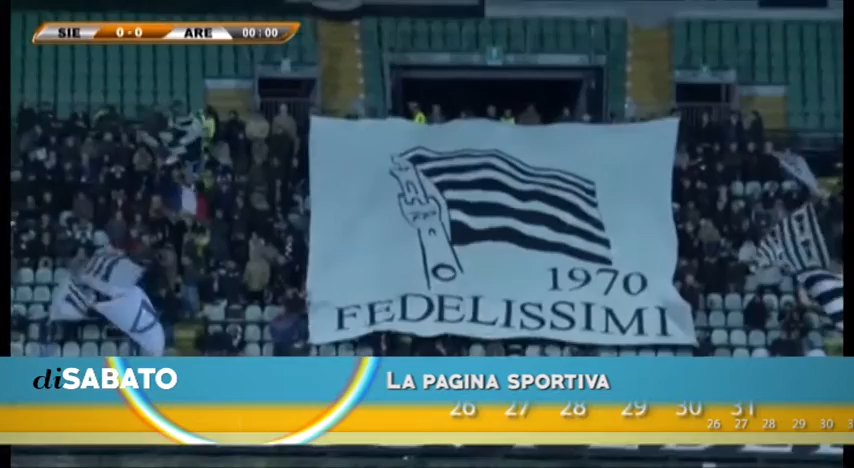 SIE 0 - 0 ARE 00:00
1970
FEDELISSIMI
diSABATO
LA PAGINA SPORTIVA
26 27 28 29 30 31
26 27 28 29 30 3